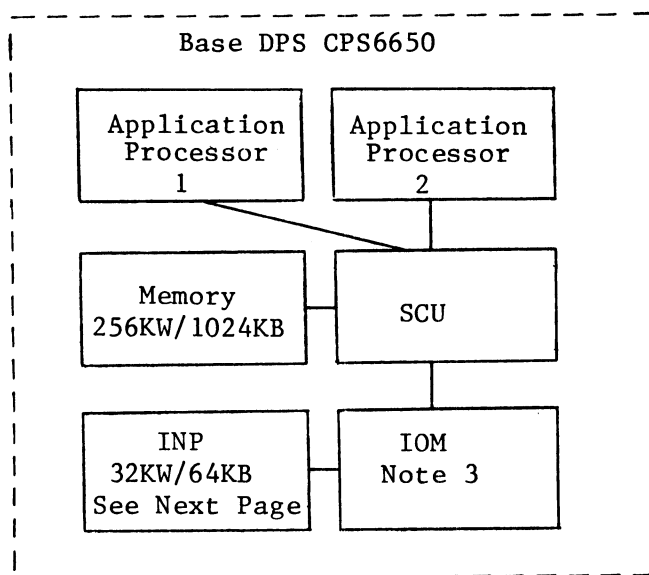 Base DPS CPS6650
Application
Processor
1
Application
Processor
2
Memory
256KW/1024KB
SCU
INP
32KW/64KB
See Next Page
IOM
Note 3